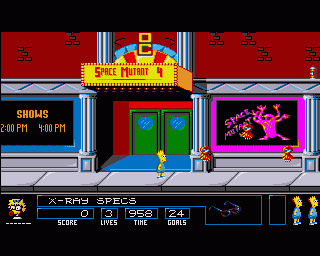 OC
SPACE MUTANT 4
SHOWS
2:00 PM 4:00 PM
SPACE
MUTANT
X-RAY SPECS
0 3 958 24
SCORE LIVES TIME GOALS